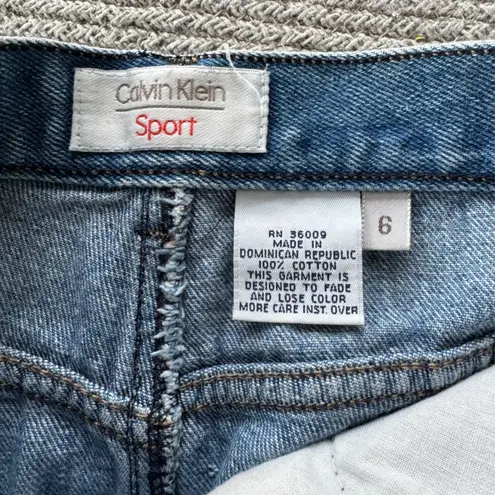 Calvin Klein
Sport
6
RN 36009
MADE IN
DOMINICAN REPUBLIC
100% COTTON
THIS GARMENT IS
DESIGNED TO FADE
AND LOSE COLOR
MORE CARE INST. OVER